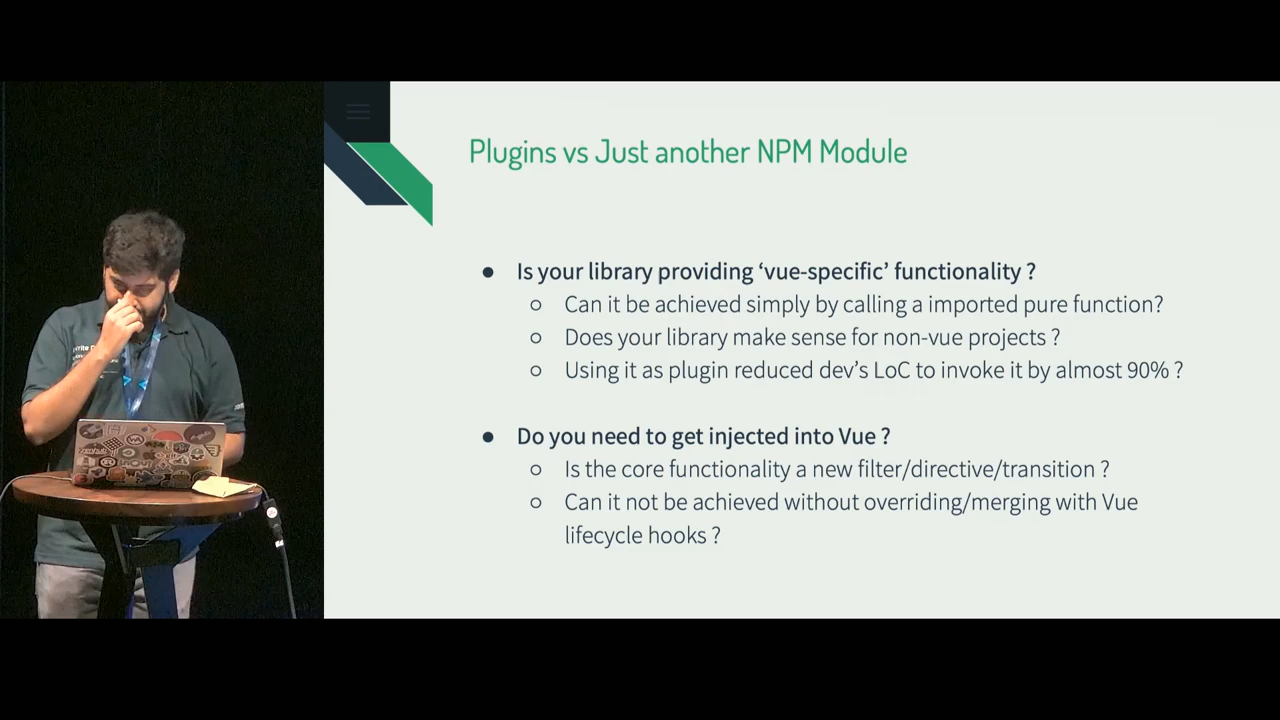 Plugins vs Just another NPM Module
● Is your library providing ‘vue-specific’ functionality ?
○ Can it be achieved simply by calling a imported pure function?
○ Does your library make sense for non-vue projects ?
○ Using it as plugin reduced dev’s LoC to invoke it by almost 90% ?
● Do you need to get injected into Vue ?
○ Is the core functionality a new filter/directive/transition ?
○ Can it not be achieved without overriding/merging with Vue
lifecycle hooks ?